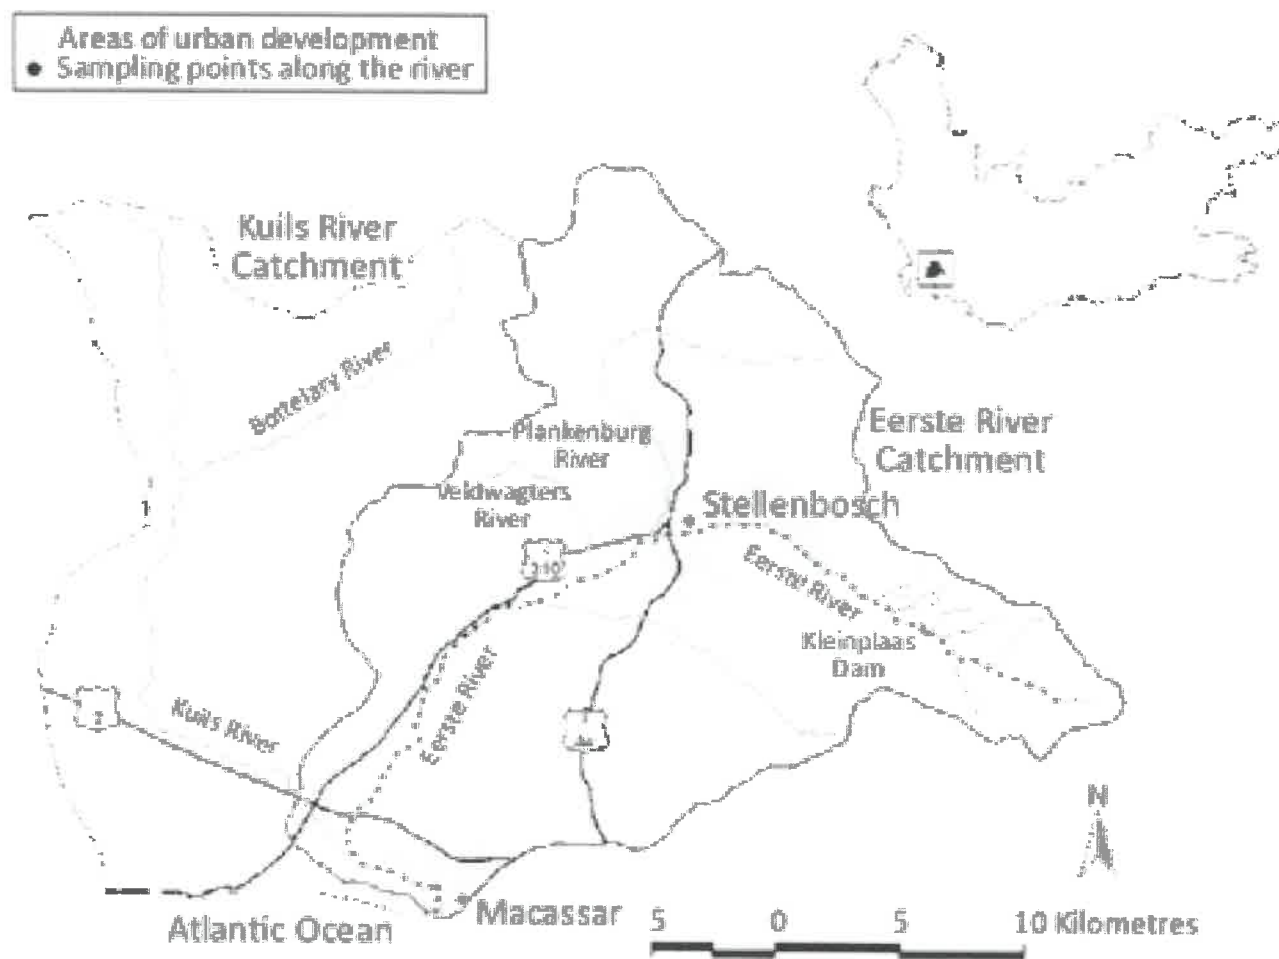 Areas of urban development
Sampling points along the river
Kuils River
Catchment
Bottelary River
Plankenburg
River
Eerste River
Catchment
Veldwagters
River
Stellenbosch
Eerste River
Kleinplaas
Dam
Kuils River
Eerste River
N
Macassar
Atlantic Ocean
5 0 5 10 Kilometres